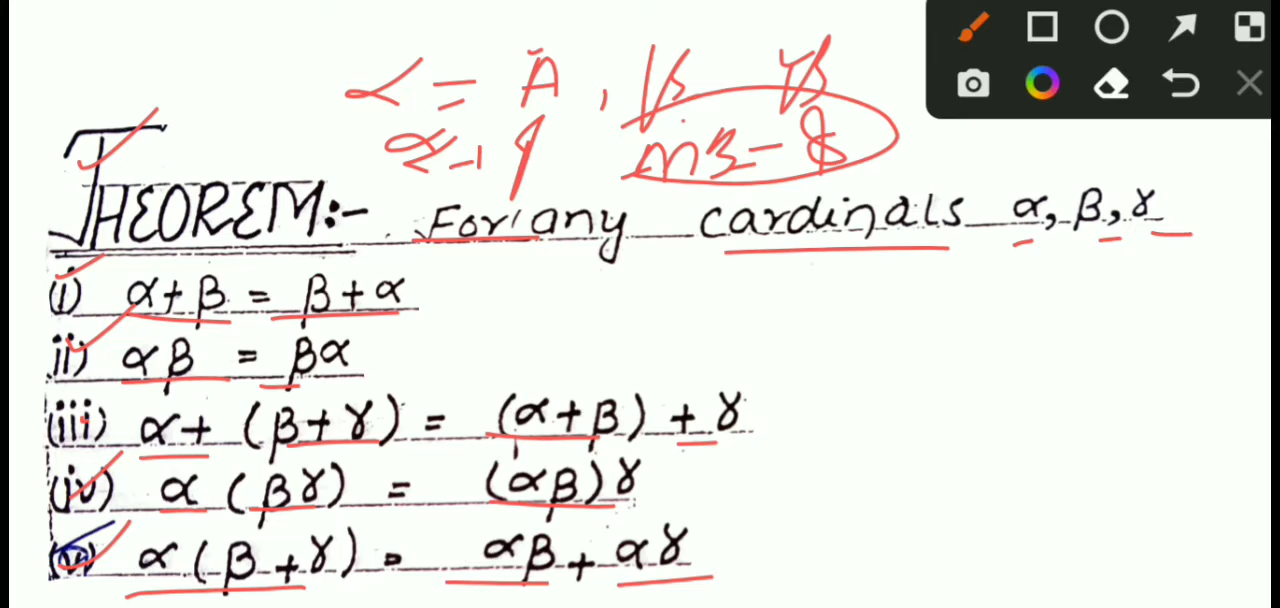 α = A, β
THEOREM:- For any cardinals α, β, γ
(i) α + β = β + α
ii) αβ = βα
(iii) α + (β + γ) = (α + β) + γ
(iv) α (βγ) = (αβ) γ
(v) α (β + γ) = αβ + αγ